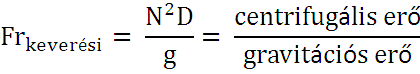 Fr_keverési = N²D / g = centrifugális erő / gravitációs erő